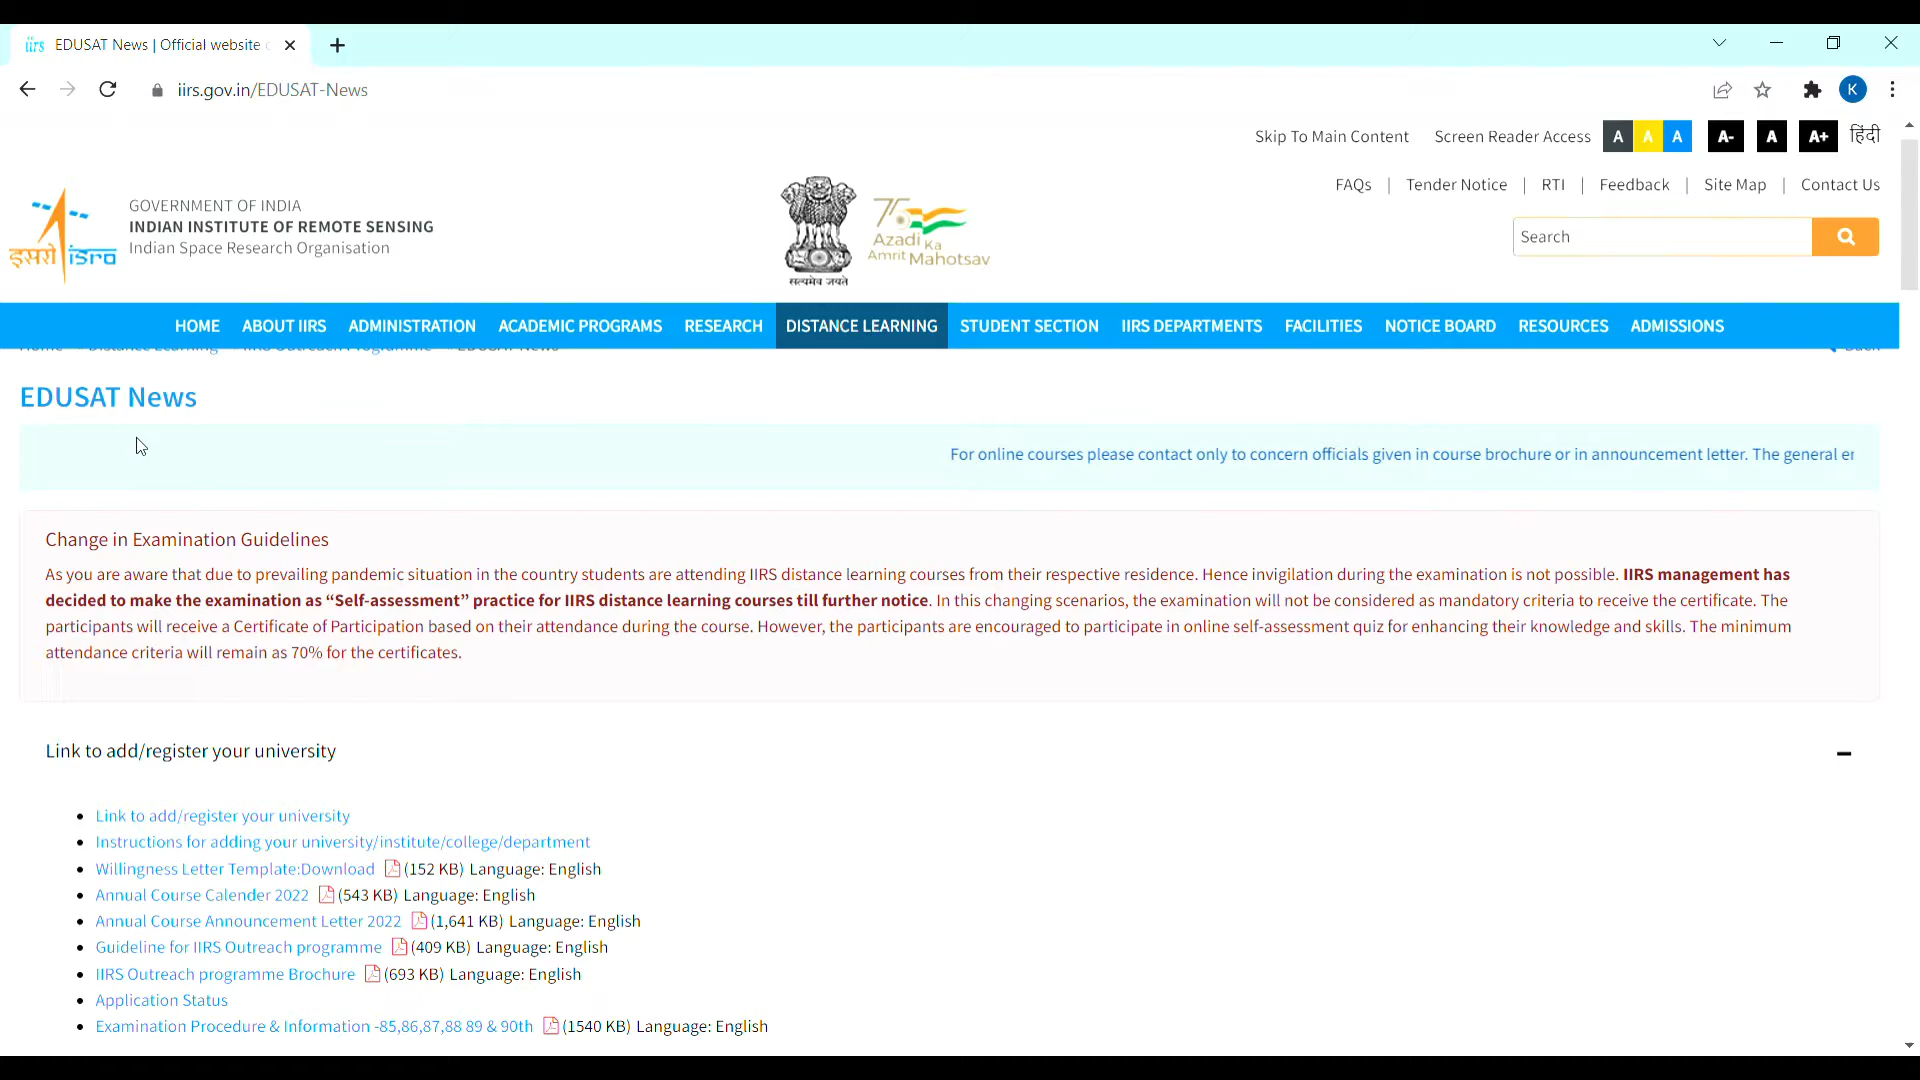 iirs EDUSAT News | Official website
iirs.gov.in/EDUSAT-News
K
Skip To Main Content Screen Reader Access A A A A- A A+ हिंदी
FAQs | Tender Notice | RTI | Feedback | Site Map | Contact Us
GOVERNMENT OF INDIA
INDIAN INSTITUTE OF REMOTE SENSING
Indian Space Research Organisation
इसरो isro
सत्यमेव जयते
75
Azadi Ka
Amrit Mahotsav
Search
HOME ABOUT IIRS ADMINISTRATION ACADEMIC PROGRAMS RESEARCH DISTANCE LEARNING STUDENT SECTION IIRS DEPARTMENTS FACILITIES NOTICE BOARD RESOURCES ADMISSIONS
Home Distance Learning IIRS Outreach Programme EDUSAT News Back
EDUSAT News
For online courses please contact only to concern officials given in course brochure or in announcement letter. The general
Change in Examination Guidelines
As you are aware that due to prevailing pandemic situation in the country students are attending IIRS distance learning courses from their respective residence. Hence invigilation during the examination is not possible. IIRS management has
decided to make the examination as “Self-assessment” practice for IIRS distance learning courses till further notice. In this changing scenarios, the examination will not be considered as mandatory criteria to receive the certificate. The
participants will receive a Certificate of Participation based on their attendance during the course. However, the participants are encouraged to participate in online self-assessment quiz for enhancing their knowledge and skills. The minimum
attendance criteria will remain as 70% for the certificates.
Link to add/register your university
Link to add/register your university
Instructions for adding your university/institute/college/department
Willingness Letter Template:Download (152 KB) Language: English
Annual Course Calender 2022 (543 KB) Language: English
Annual Course Announcement Letter 2022 (1,641 KB) Language: English
Guideline for IIRS Outreach programme (409 KB) Language: English
IIRS Outreach programme Brochure (693 KB) Language: English
Application Status
Examination Procedure & Information -85,86,87,88 89 & 90th (1540 KB) Language: English